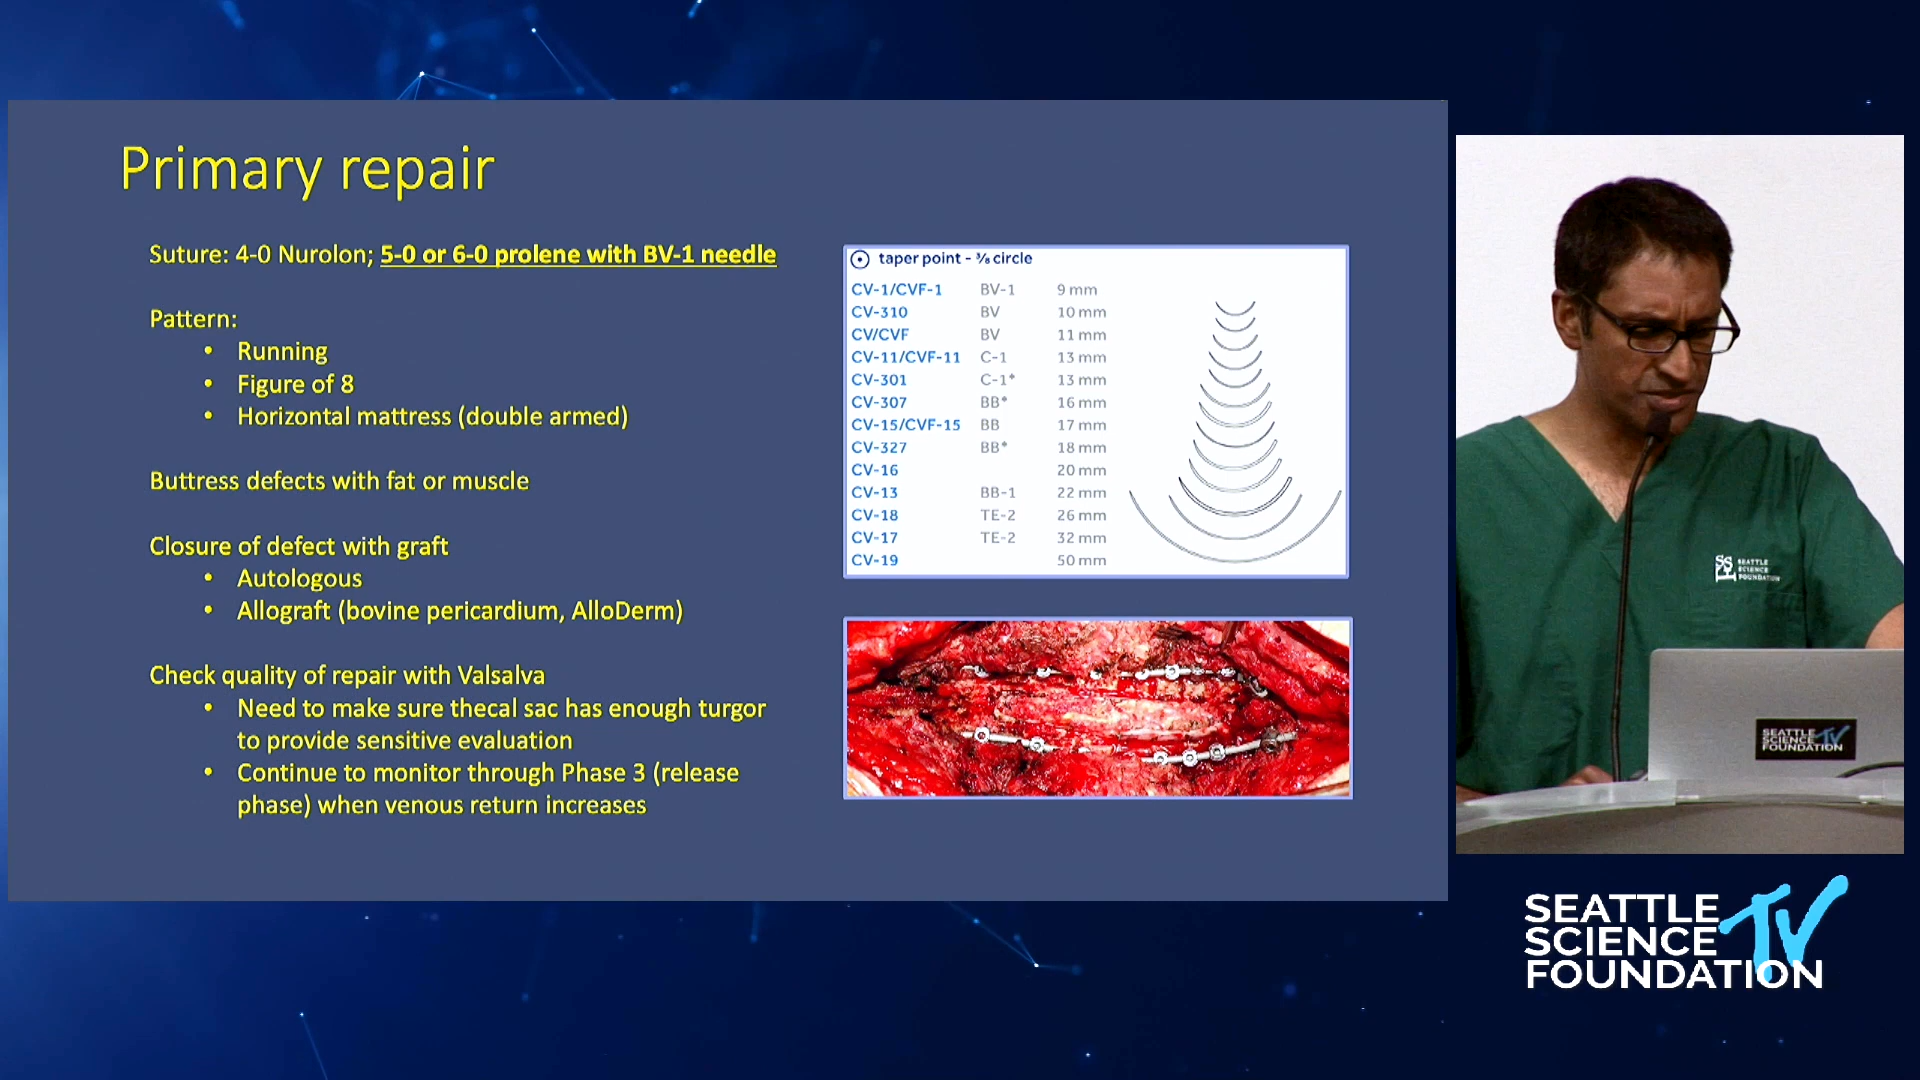 Primary repair
Suture: 4-0 Nurolon; 5-0 or 6-0 prolene with BV-1 needle
Pattern:
• Running
• Figure of 8
• Horizontal mattress (double armed)
Buttress defects with fat or muscle
Closure of defect with graft
• Autologous
• Allograft (bovine pericardium, AlloDerm)
Check quality of repair with Valsalva
• Need to make sure thecal sac has enough turgor
to provide sensitive evaluation
• Continue to monitor through Phase 3 (release
phase) when venous return increases
taper point - ⅜ circle
CV-1/CVF-1 BV-1 9 mm
CV-310 BV 10 mm
CV/CVF BV 11 mm
CV-11/CVF-11 C-1 13 mm
CV-301 C-1* 13 mm
CV-307 BB* 16 mm
CV-15/CVF-15 BB 17 mm
CV-327 BB* 18 mm
CV-16 20 mm
CV-13 BB-1 22 mm
CV-18 TE-2 26 mm
CV-17 TE-2 32 mm
CV-19 50 mm
SEATTLE
SCIENCE
FOUNDATION
SEATTLE
SCIENCE TV
FOUNDATION
SEATTLE
SCIENCE TV
FOUNDATION